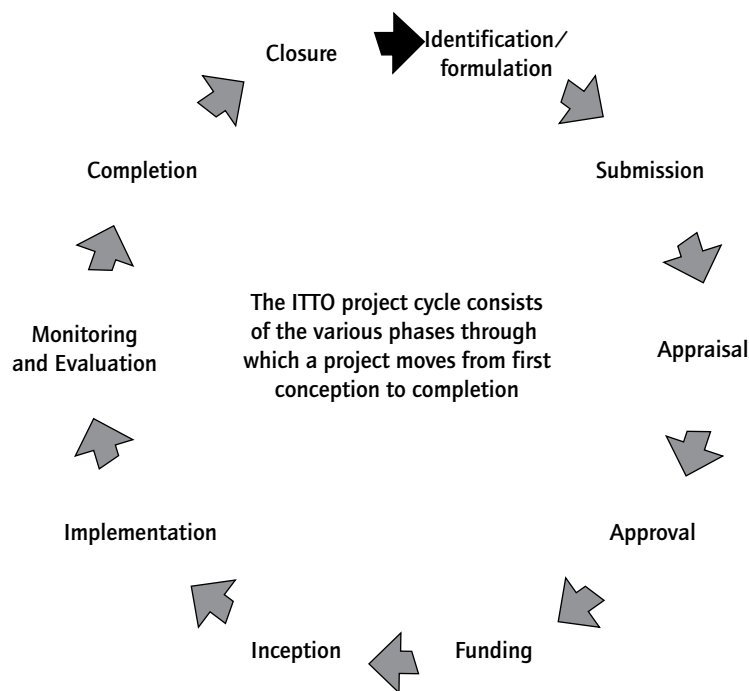 Closure
Identification/
formulation
Submission
Appraisal
Approval
Funding
Inception
Implementation
Monitoring
and Evaluation
Completion
The ITTO project cycle consists
of the various phases through
which a project moves from first
conception to completion